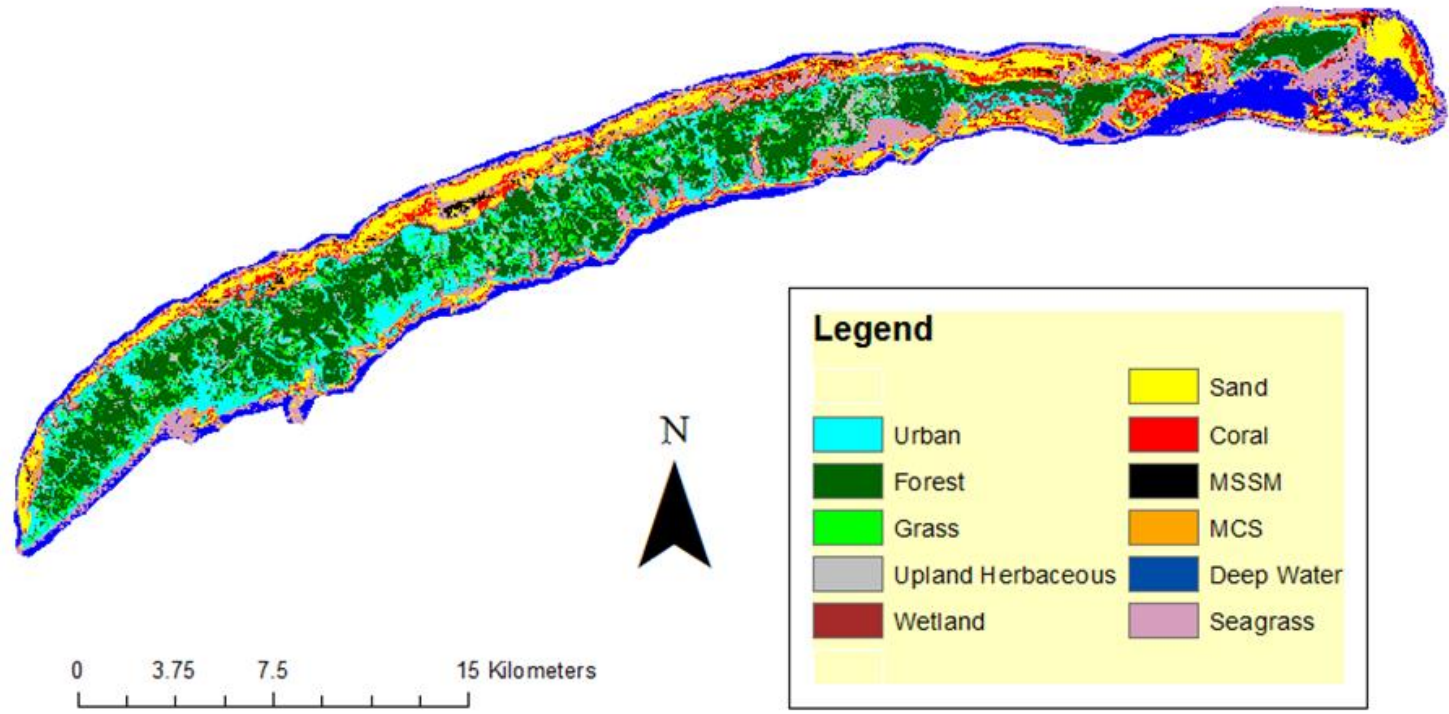 N
0 3.75 7.5 15 Kilometers
Legend
Urban
Forest
Grass
Upland Herbaceous
Wetland
Sand
Coral
MSSM
MCS
Deep Water
Seagrass